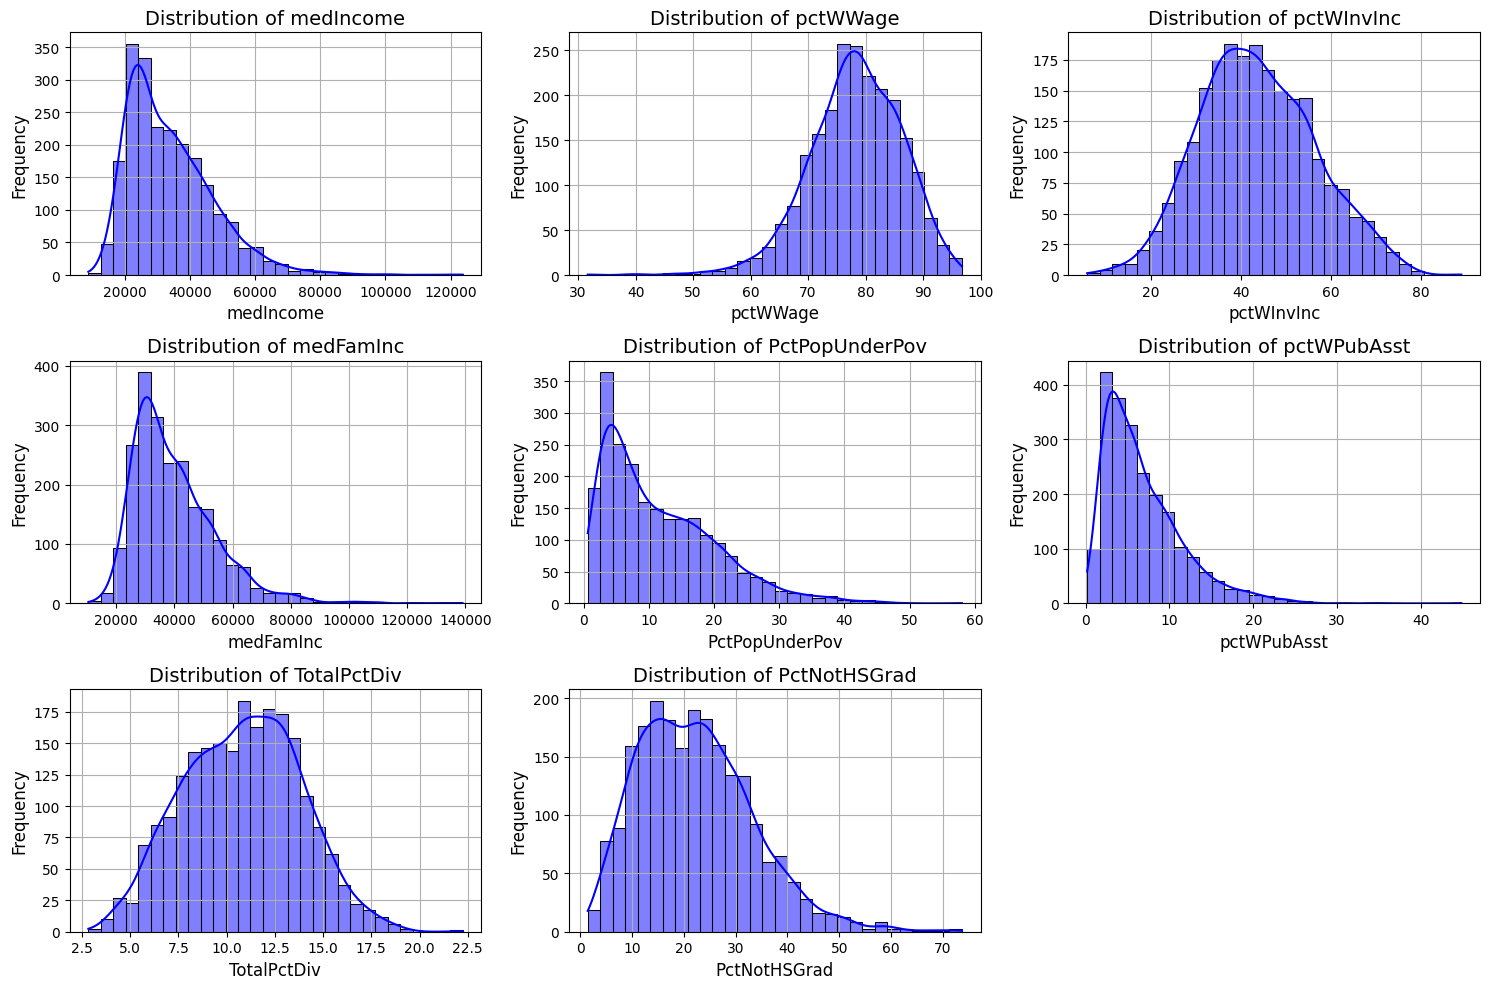 Distribution of medIncome
350
300
250
200
150
100
50
0
Frequency
20000 40000 60000 80000 100000 120000
medIncome
Distribution of pctWWage
250
200
150
100
50
0
Frequency
30 40 50 60 70 80 90 100
pctWWage
Distribution of pctWInvInc
175
150
125
100
75
50
25
0
Frequency
20 40 60 80
pctWInvInc
Distribution of medFamInc
400
300
200
100
0
Frequency
20000 40000 60000 80000 100000 120000 140000
medFamInc
Distribution of PctPopUnderPov
350
300
250
200
150
100
50
0
Frequency
0 10 20 30 40 50 60
PctPopUnderPov
Distribution of pctWPubAsst
400
300
200
100
0
Frequency
0 10 20 30 40
pctWPubAsst
Distribution of TotalPctDiv
175
150
125
100
75
50
25
0
Frequency
2.5 5.0 7.5 10.0 12.5 15.0 17.5 20.0 22.5
TotalPctDiv
Distribution of PctNotHSGrad
200
150
100
50
0
Frequency
0 10 20 30 40 50 60 70
PctNotHSGrad